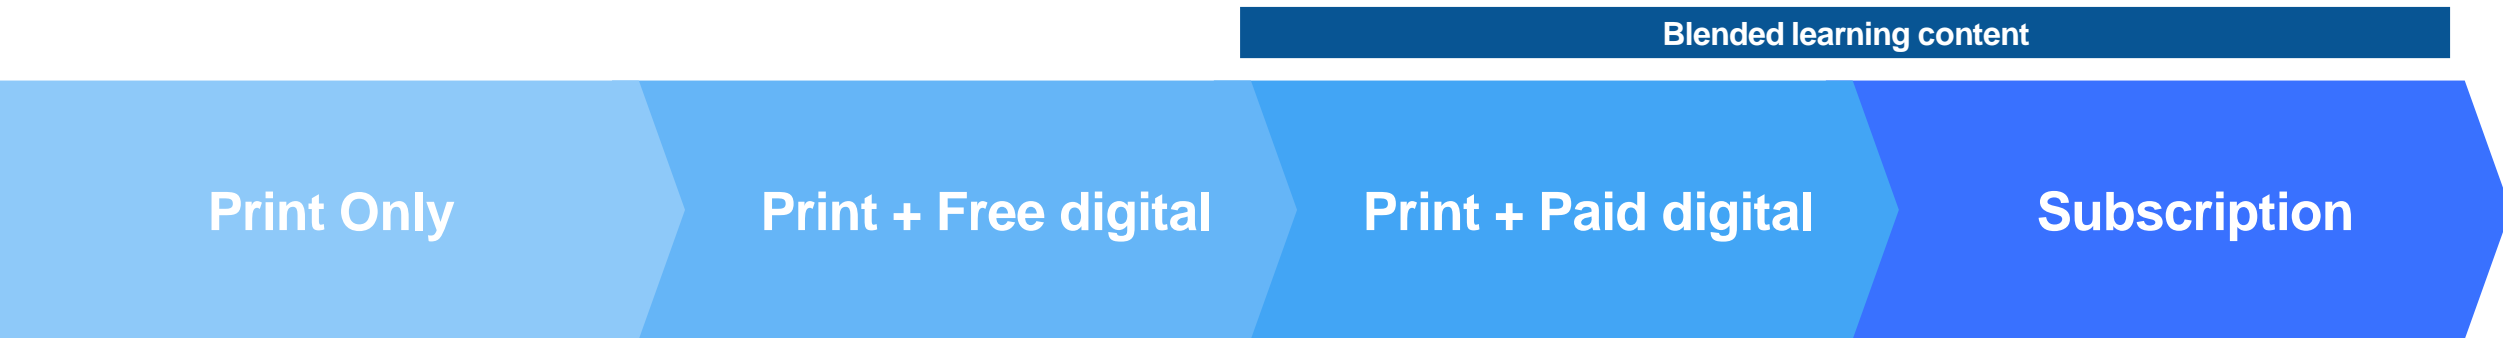 Blended learning content
Print Only
Print + Free digital
Print + Paid digital
Subscription